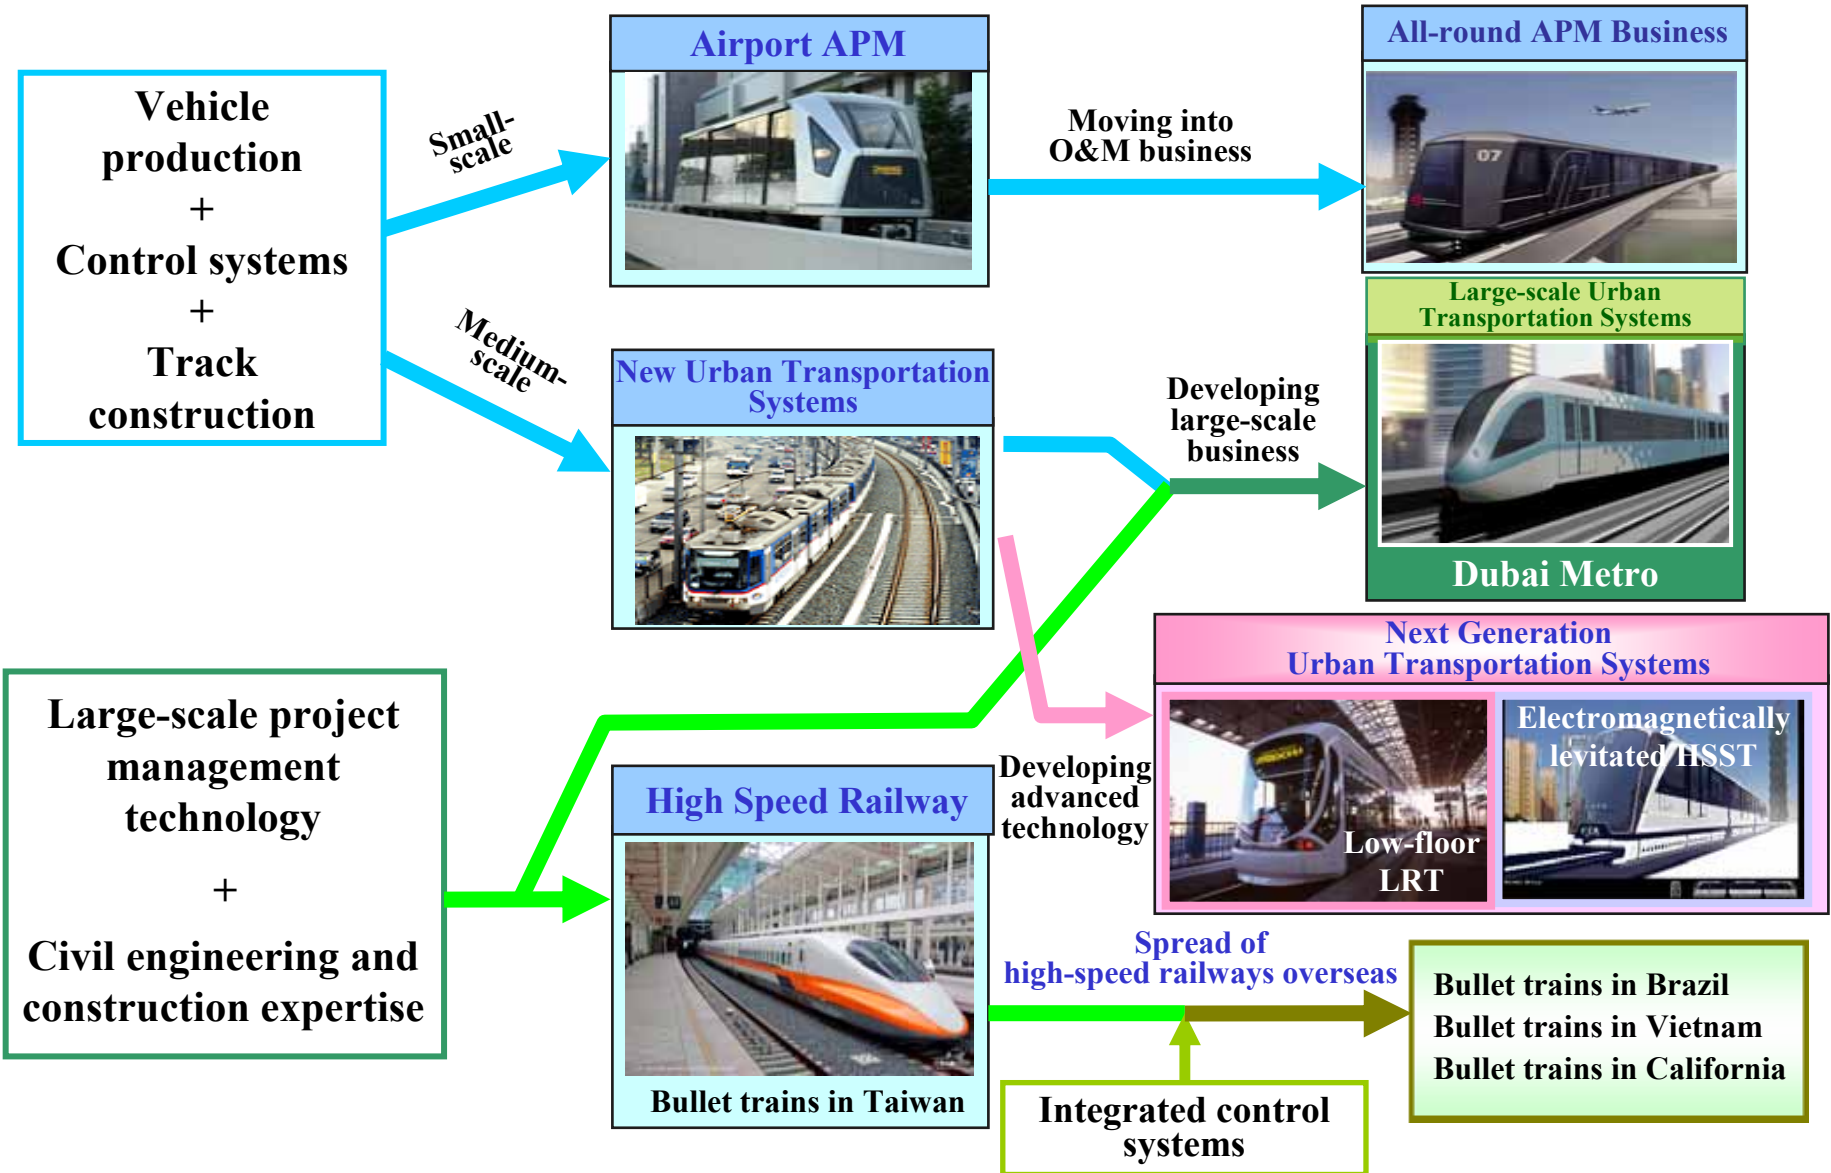 Vehicle
production
+
Control systems
+
Track
construction
Small-
scale
Medium-
scale
Airport APM
Moving into
O&M business
All-round APM Business
07
New Urban Transportation
Systems
Developing
large-scale
business
Large-scale Urban
Transportation Systems
Dubai Metro
Large-scale project
management
technology
+
Civil engineering and
construction expertise
High Speed Railway
Bullet trains in Taiwan
Developing
advanced
technology
Next Generation
Urban Transportation Systems
Low-floor
LRT
Electromagnetically
levitated HSST
Spread of
high-speed railways overseas
Integrated control
systems
Bullet trains in Brazil
Bullet trains in Vietnam
Bullet trains in California